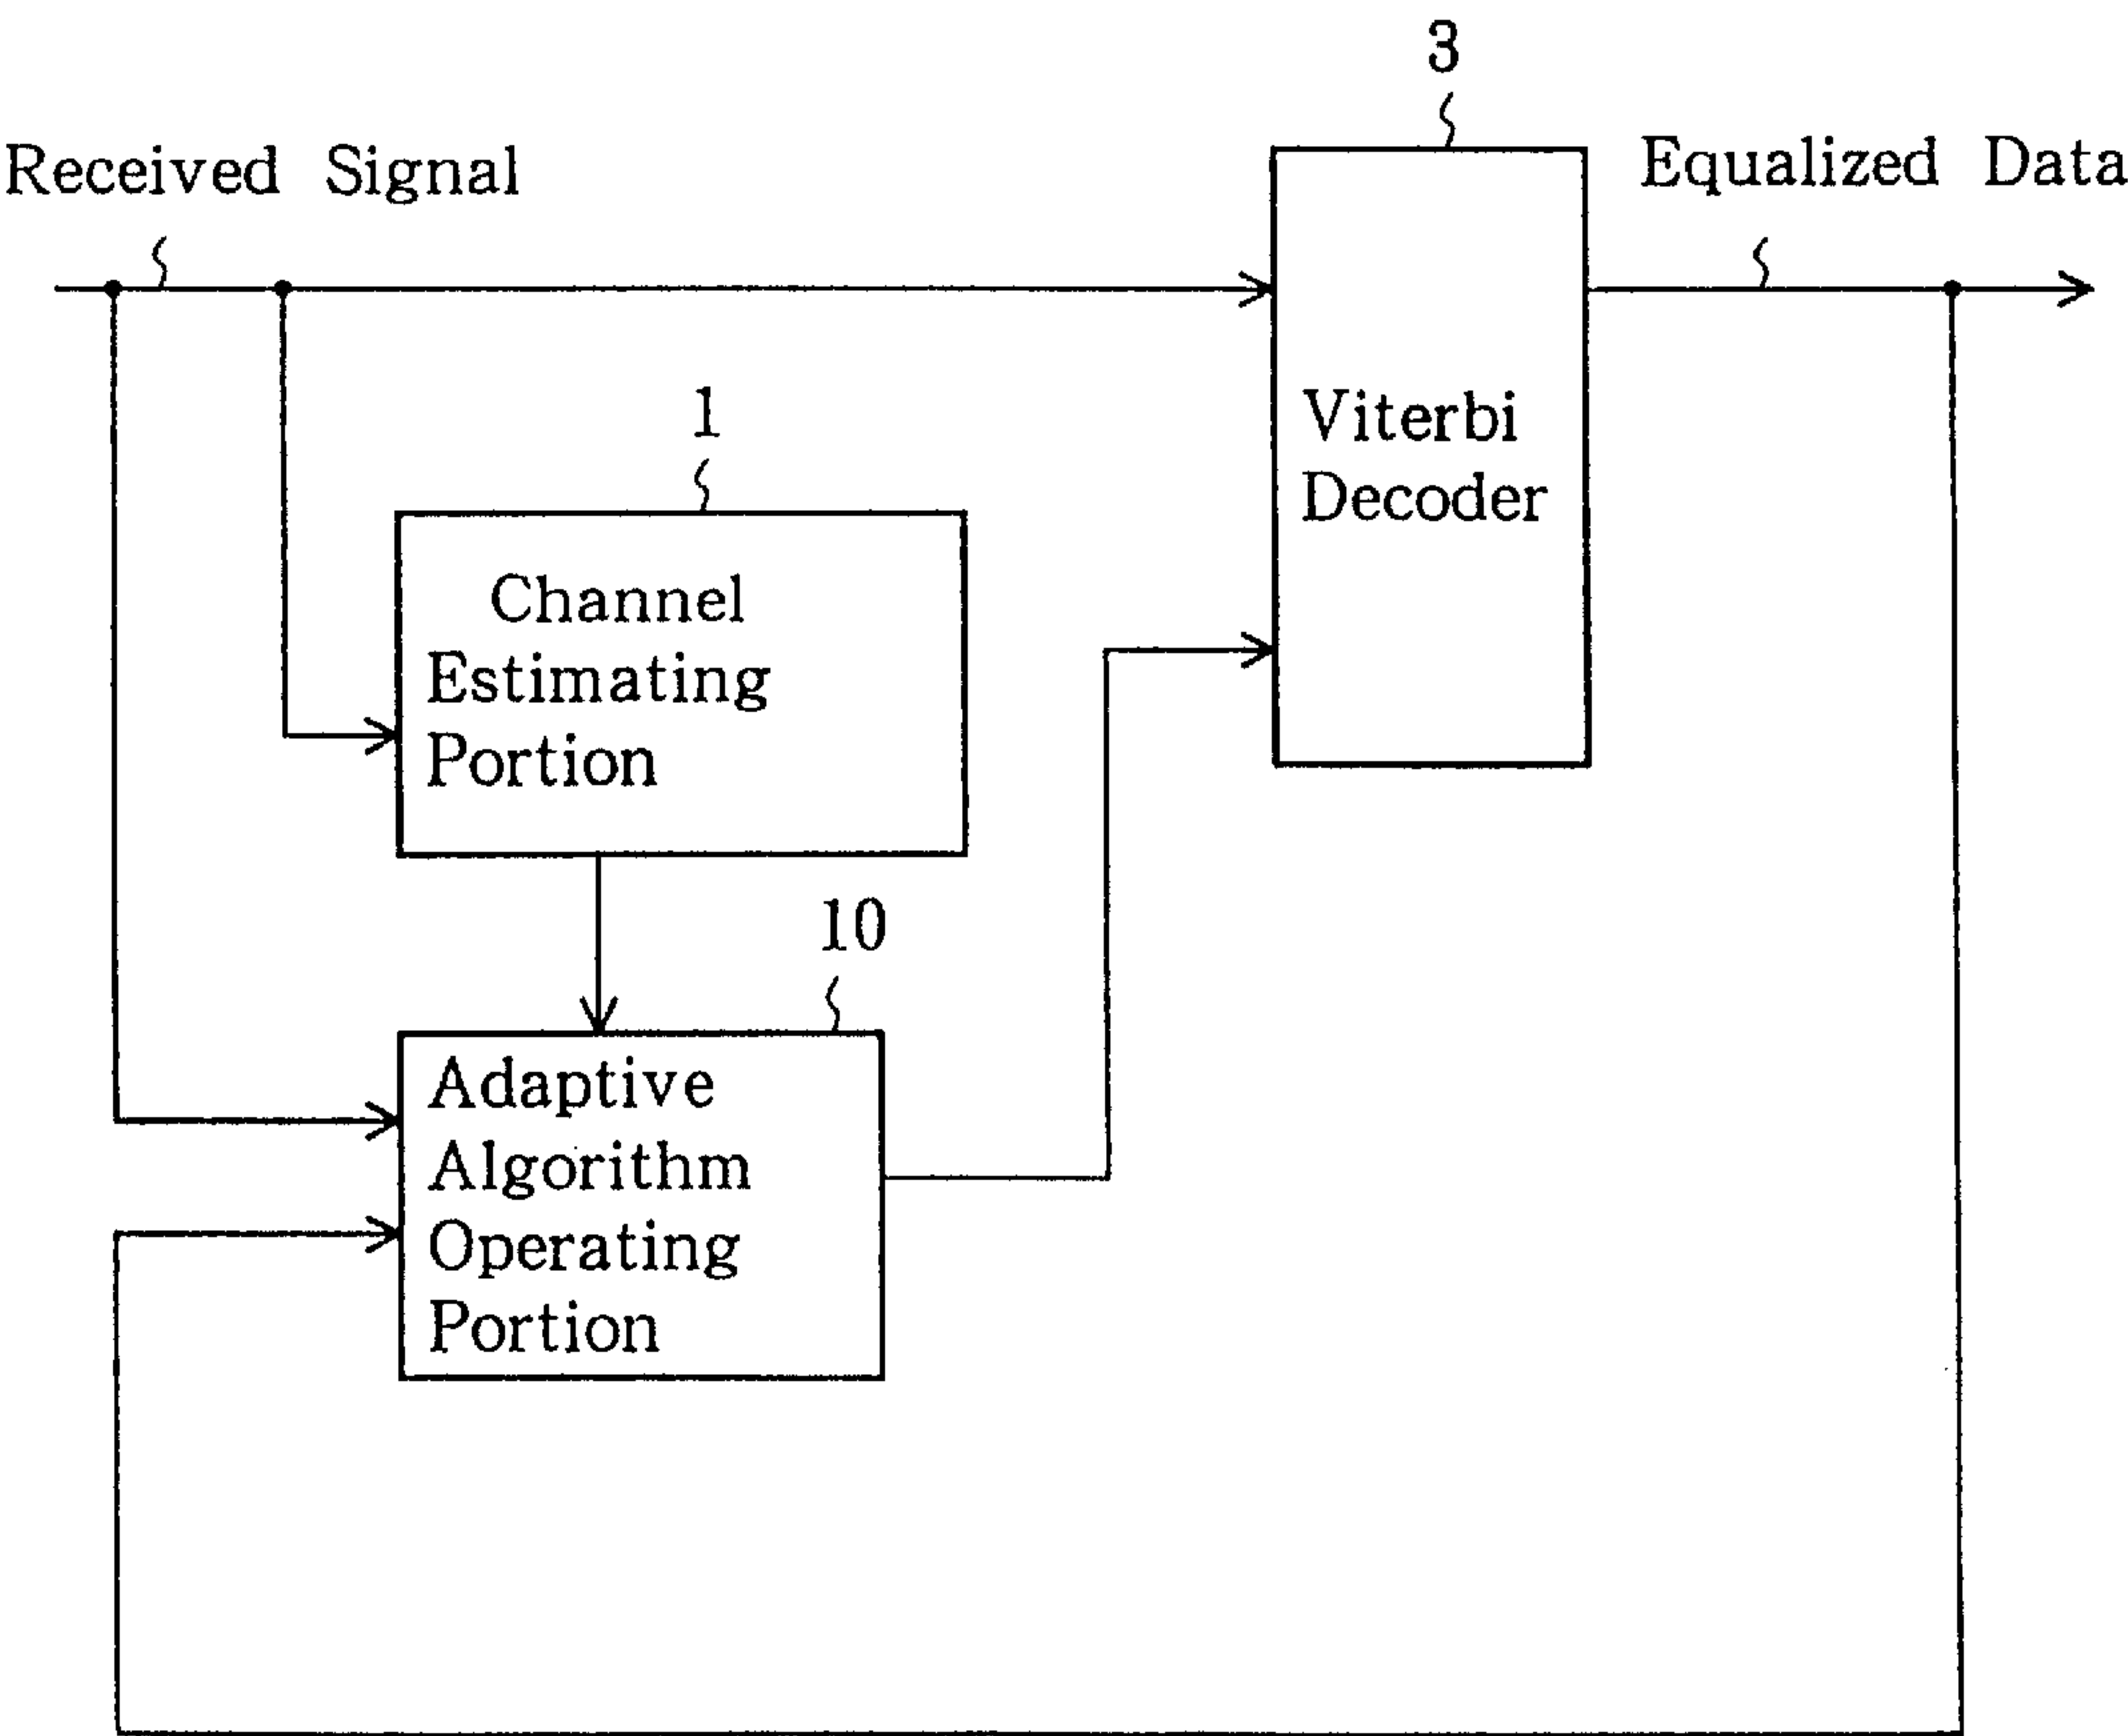 3
Received Signal
Equalized Data
Viterbi
Decoder
1
Channel
Estimating
Portion
10
Adaptive
Algorithm
Operating
Portion